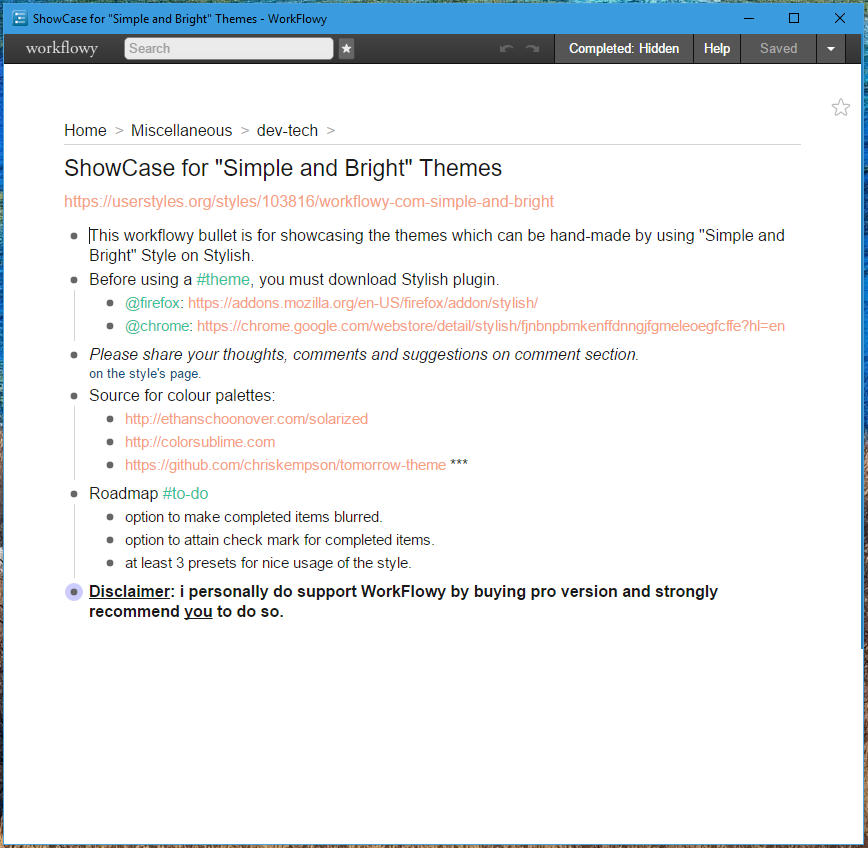 ShowCase for "Simple and Bright" Themes - WorkFlowy
workflowy
Search
Completed: Hidden
Help
Saved
Home > Miscellaneous > dev-tech >
ShowCase for "Simple and Bright" Themes
https://userstyles.org/styles/103816/workflowy-com-simple-and-bright
This workflowy bullet is for showcasing the themes which can be hand-made by using "Simple and
Bright" Style on Stylish.
Before using a #theme, you must download Stylish plugin.
@firefox: https://addons.mozilla.org/en-US/firefox/addon/stylish/
@chrome: https://chrome.google.com/webstore/detail/stylish/fjnbnpbmkenffdnngjfgmeleoegfcffe?hl=en
Please share your thoughts, comments and suggestions on comment section.
on the style's page.
Source for colour palettes:
http://ethanschoonover.com/solarized
http://colorsublime.com
https://github.com/chriskempson/tomorrow-theme ***
Roadmap #to-do
option to make completed items blurred.
option to attain check mark for completed items.
at least 3 presets for nice usage of the style.
Disclaimer: i personally do support WorkFlowy by buying pro version and strongly
recommend you to do so.